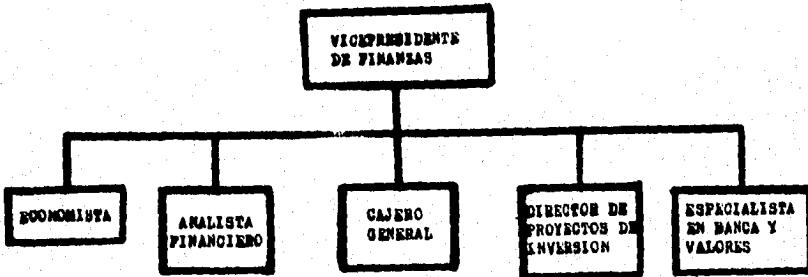 VICEPRESIDENTE
DE FINANZAS
ECONOMISTA
ANALISTA
FINANCIERO
CAJERO
GENERAL
DIRECTOR DE
PROYECTOS DE
INVERSION
ESPECIALISTA
EN BANCA Y
VALORES